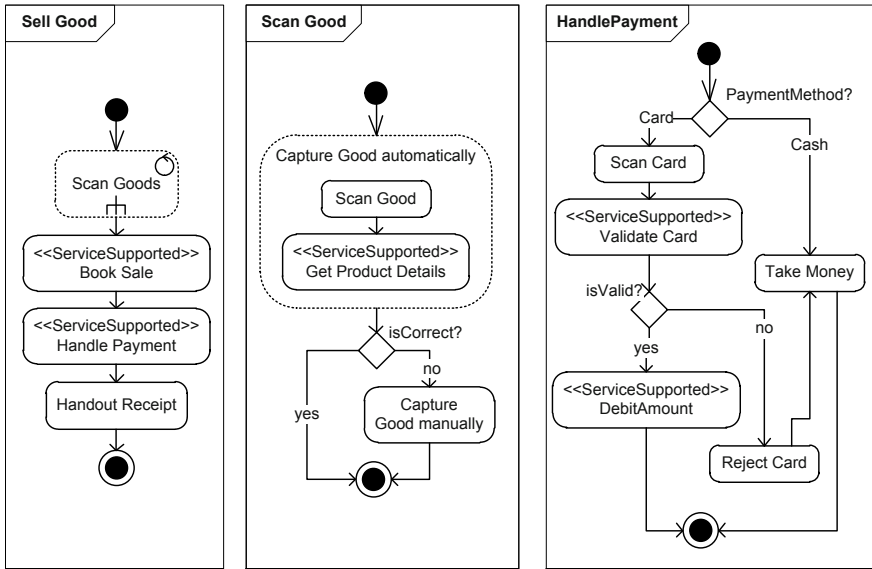 Sell Good
Scan Goods
<<ServiceSupported>>
Book Sale
<<ServiceSupported>>
Handle Payment
Handout Receipt
Scan Good
Capture Good automatically
Scan Good
<<ServiceSupported>>
Get Product Details
isCorrect?
yes
no
Capture
Good manually
HandlePayment
PaymentMethod?
Card
Cash
Scan Card
<<ServiceSupported>>
Validate Card
Take Money
isValid?
no
yes
<<ServiceSupported>>
DebitAmount
Reject Card